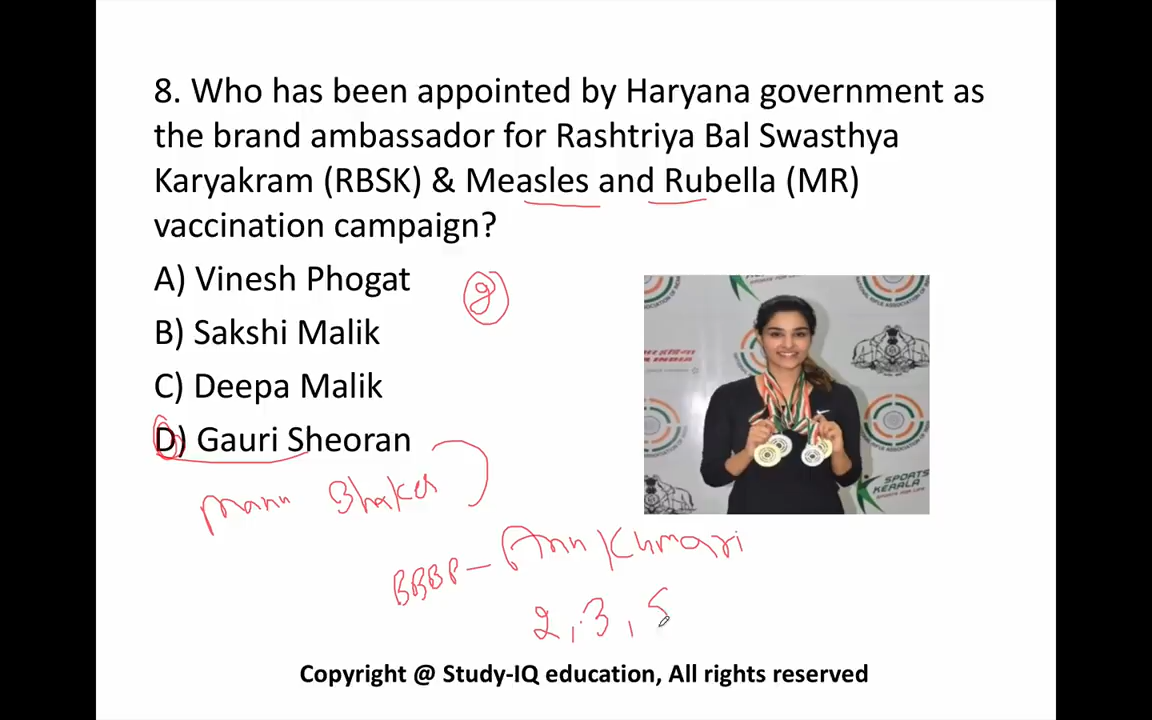 8. Who has been appointed by Haryana government as
the brand ambassador for Rashtriya Bal Swasthya
Karyakram (RBSK) & Measles and Rubella (MR)
vaccination campaign?
A) Vinesh Phogat
B) Sakshi Malik
C) Deepa Malik
D) Gauri Sheoran
Manu Bhaker
BBBP - Anu Kumari
2, 3, 5
SPORTS
KERALA
Copyright @ Study-IQ education, All rights reserved